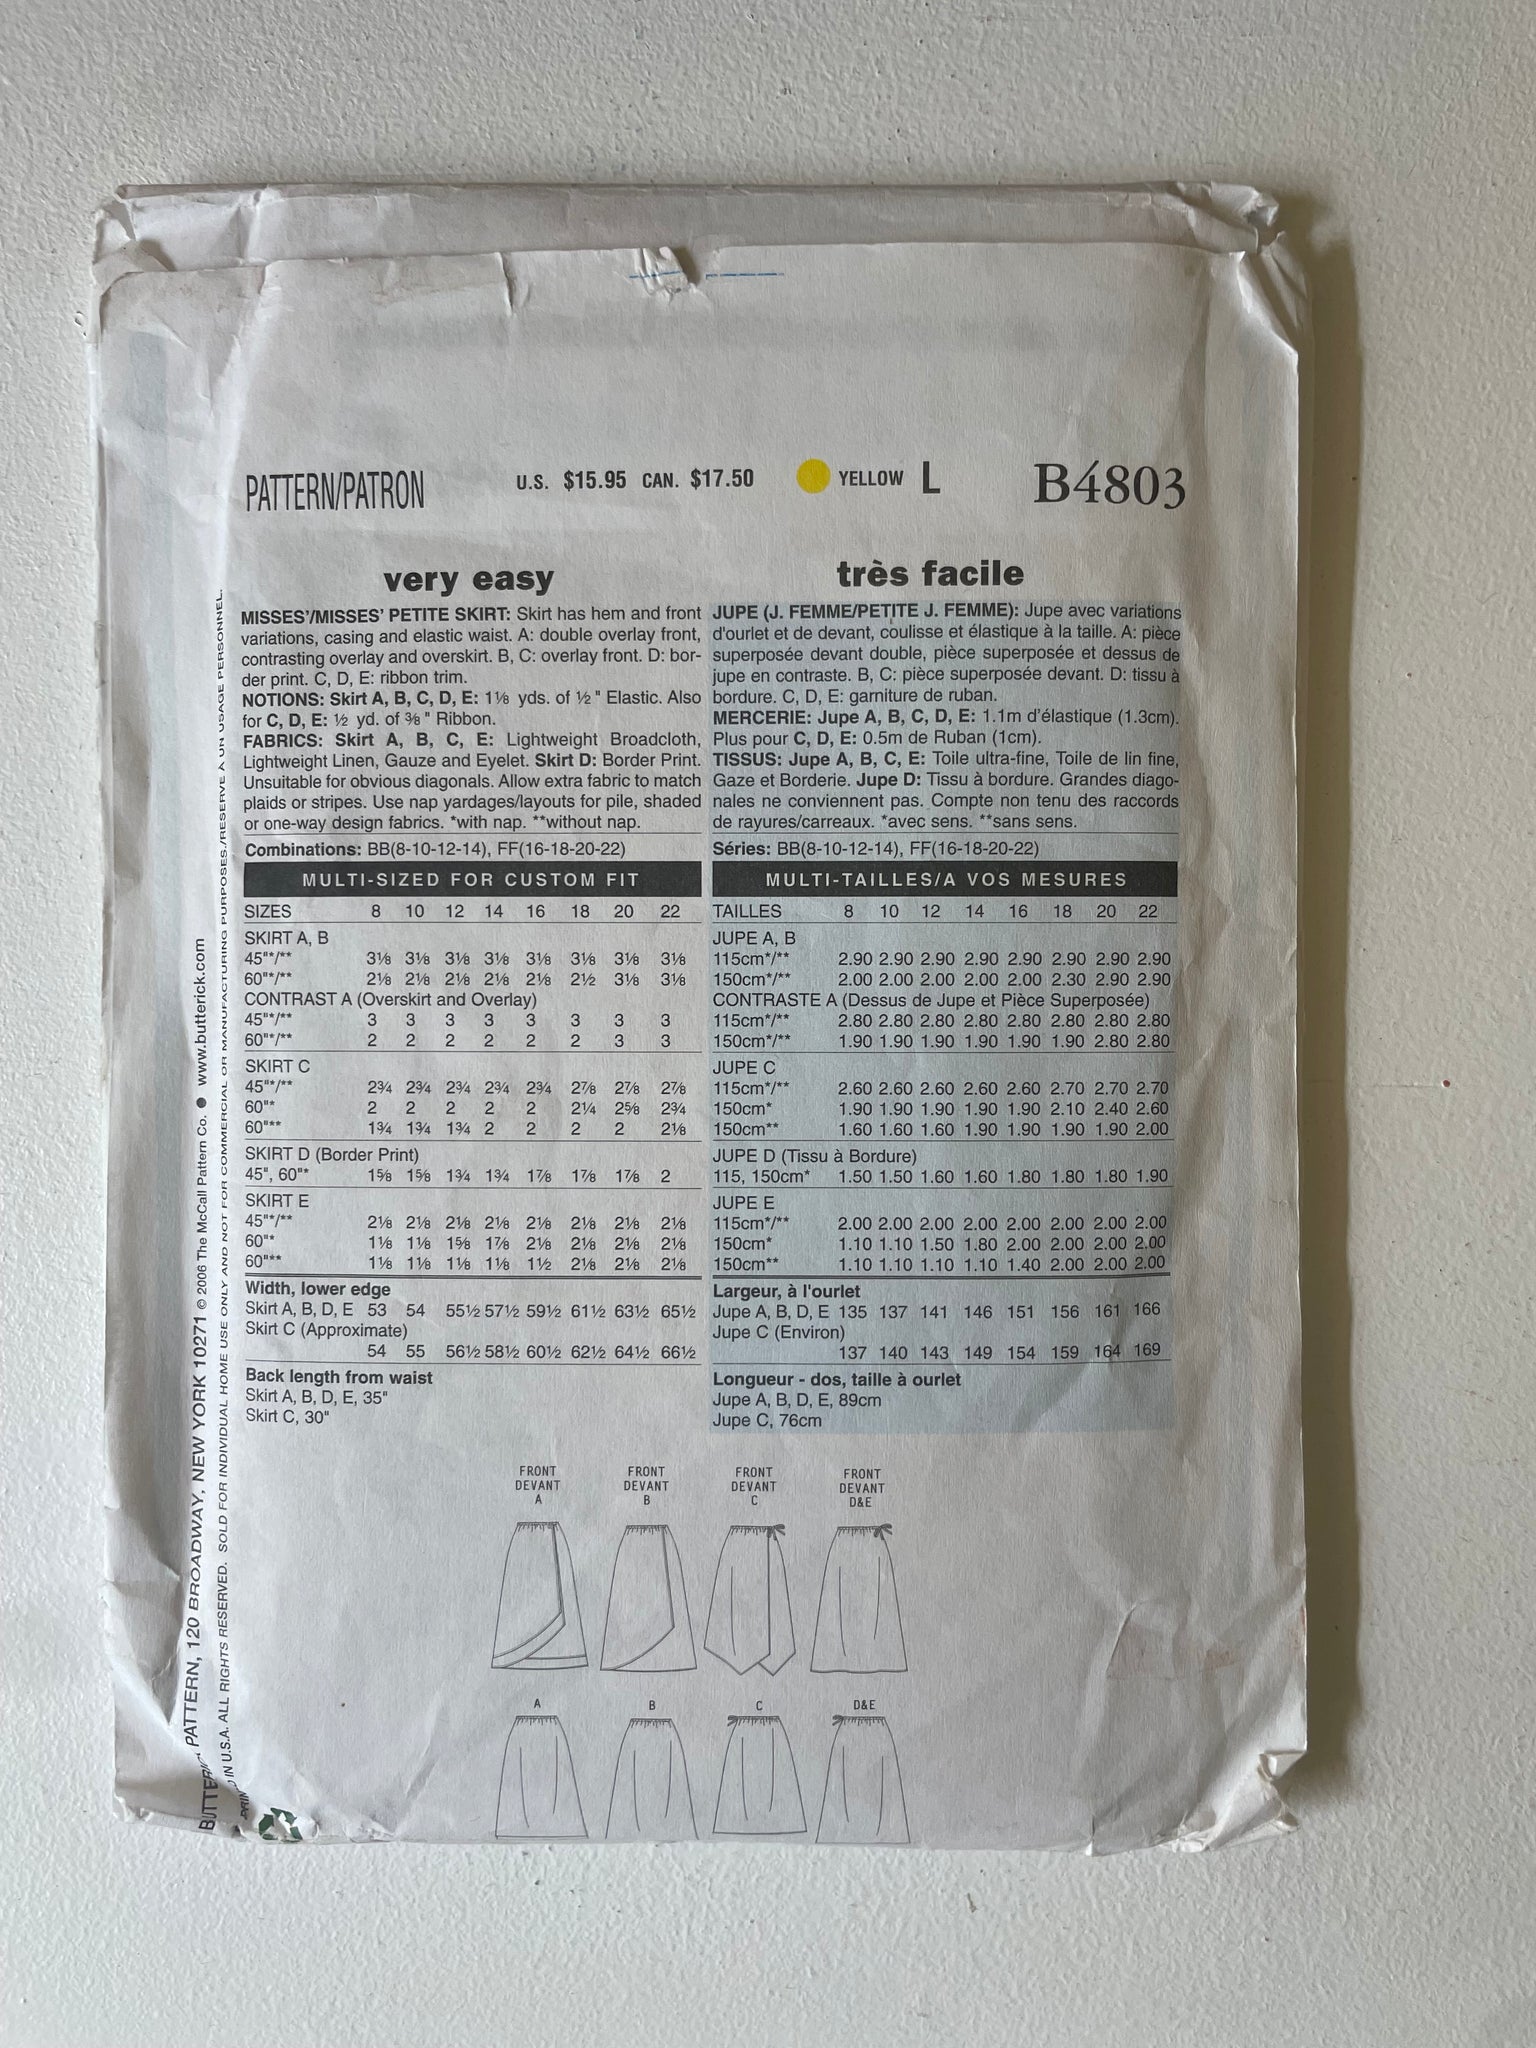 PATTERN/PATRON
U.S. $15.95 CAN. $17.50
YELLOW L
B4803
very easy
MISSES'/MISSES' PETITE SKIRT: Skirt has hem and front
variations, casing and elastic waist. A: double overlay front,
contrasting overlay and overskirt. B, C: overlay front. D: bor-
der print. C, D, E: ribbon trim.
NOTIONS: Skirt A, B, C, D, E: 1⅛ yds. of ½" Elastic. Also
for C, D, E: ½ yd. of ⅜" Ribbon.
FABRICS: Skirt A, B, C, E: Lightweight Broadcloth,
Lightweight Linen, Gauze and Eyelet. Skirt D: Border Print.
Unsuitable for obvious diagonals. Allow extra fabric to match
plaids or stripes. Use nap yardages/layouts for pile, shaded
or one-way design fabrics. *with nap. **without nap.
Combinations: BB(8-10-12-14), FF(16-18-20-22)
MULTI-SIZED FOR CUSTOM FIT
SIZES 8 10 12 14 16 18 20 22
SKIRT A, B
45"*/** 3⅛ 3⅛ 3⅛ 3⅛ 3⅛ 3⅛ 3⅛ 3⅛
60"*/** 2⅛ 2⅛ 2⅛ 2⅛ 2⅛ 2½ 3⅛ 3⅛
CONTRAST A (Overskirt and Overlay)
45"*/** 3 3 3 3 3 3 3 3
60"*/** 2 2 2 2 2 2 3 3
SKIRT C
45"*/** 2¾ 2¾ 2¾ 2¾ 2¾ 2⅞ 2⅞ 2⅞
60"* 2 2 2 2 2 2¼ 2⅝ 2¾
60"** 1¾ 1¾ 1¾ 2 2 2 2 2⅛
SKIRT D (Border Print)
45", 60"* 1⅝ 1⅝ 1¾ 1¾ 1⅞ 1⅞ 1⅞ 2
SKIRT E
45"*/** 2⅛ 2⅛ 2⅛ 2⅛ 2⅛ 2⅛ 2⅛ 2⅛
60"* 1⅛ 1⅛ 1⅝ 1⅞ 2⅛ 2⅛ 2⅛ 2⅛
60"** 1⅛ 1⅛ 1⅛ 1⅛ 1½ 2⅛ 2⅛ 2⅛
Width, lower edge
Skirt A, B, D, E 53 54 55½ 57½ 59½ 61½ 63½ 65½
Skirt C (Approximate)
54 55 56½ 58½ 60½ 62½ 64½ 66½
Back length from waist
Skirt A, B, D, E, 35"
Skirt C, 30"
très facile
JUPE (J. FEMME/PETITE J. FEMME): Jupe avec variations
d'ourlet et de devant, coulisse et élastique à la taille. A: pièce
superposée devant double, pièce superposée et dessus de
jupe en contraste. B, C: pièce superposée devant. D: tissu à
bordure. C, D, E: garniture de ruban.
MERCERIE: Jupe A, B, C, D, E: 1.1m d'élastique (1.3cm).
Plus pour C, D, E: 0.5m de Ruban (1cm).
TISSUS: Jupe A, B, C, E: Toile ultra-fine, Toile de lin fine,
Gaze et Borderie. Jupe D: Tissu à bordure. Grandes diago-
nales ne conviennent pas. Compte non tenu des raccords
de rayures/carreaux. *avec sens. **sans sens.
Séries: BB(8-10-12-14), FF(16-18-20-22)
MULTI-TAILLES/A VOS MESURES
TAILLES 8 10 12 14 16 18 20 22
JUPE A, B
115cm*/** 2.90 2.90 2.90 2.90 2.90 2.90 2.90 2.90
150cm*/** 2.00 2.00 2.00 2.00 2.00 2.30 2.90 2.90
CONTRASTE A (Dessus de Jupe et Pièce Superposée)
115cm*/** 2.80 2.80 2.80 2.80 2.80 2.80 2.80 2.80
150cm*/** 1.90 1.90 1.90 1.90 1.90 1.90 2.80 2.80
JUPE C
115cm*/** 2.60 2.60 2.60 2.60 2.60 2.70 2.70 2.70
150cm* 1.90 1.90 1.90 1.90 1.90 2.10 2.40 2.60
150cm** 1.60 1.60 1.60 1.90 1.90 1.90 1.90 2.00
JUPE D (Tissu à Bordure)
115, 150cm* 1.50 1.50 1.60 1.60 1.80 1.80 1.80 1.90
JUPE E
115cm*/** 2.00 2.00 2.00 2.00 2.00 2.00 2.00 2.00
150cm* 1.10 1.10 1.50 1.80 2.00 2.00 2.00 2.00
150cm** 1.10 1.10 1.10 1.10 1.40 2.00 2.00 2.00
Largeur, à l'ourlet
Jupe A, B, D, E 135 137 141 146 151 156 161 166
Jupe C (Environ)
137 140 143 149 154 159 164 169
Longueur - dos, taille à ourlet
Jupe A, B, D, E, 89cm
Jupe C, 76cm
FRONT DEVANT A
FRONT DEVANT B
FRONT DEVANT C
FRONT DEVANT D&E
A B C D&E
PATTERN, 120 BROADWAY, NEW YORK 10271 © 2006 The McCall Pattern Co. ● www.butterick.com
IN U.S.A. ALL RIGHTS RESERVED. SOLD FOR INDIVIDUAL HOME USE ONLY AND NOT FOR COMMERCIAL OR MANUFACTURING PURPOSES./RESERVE A UN USAGE PERSONNEL.